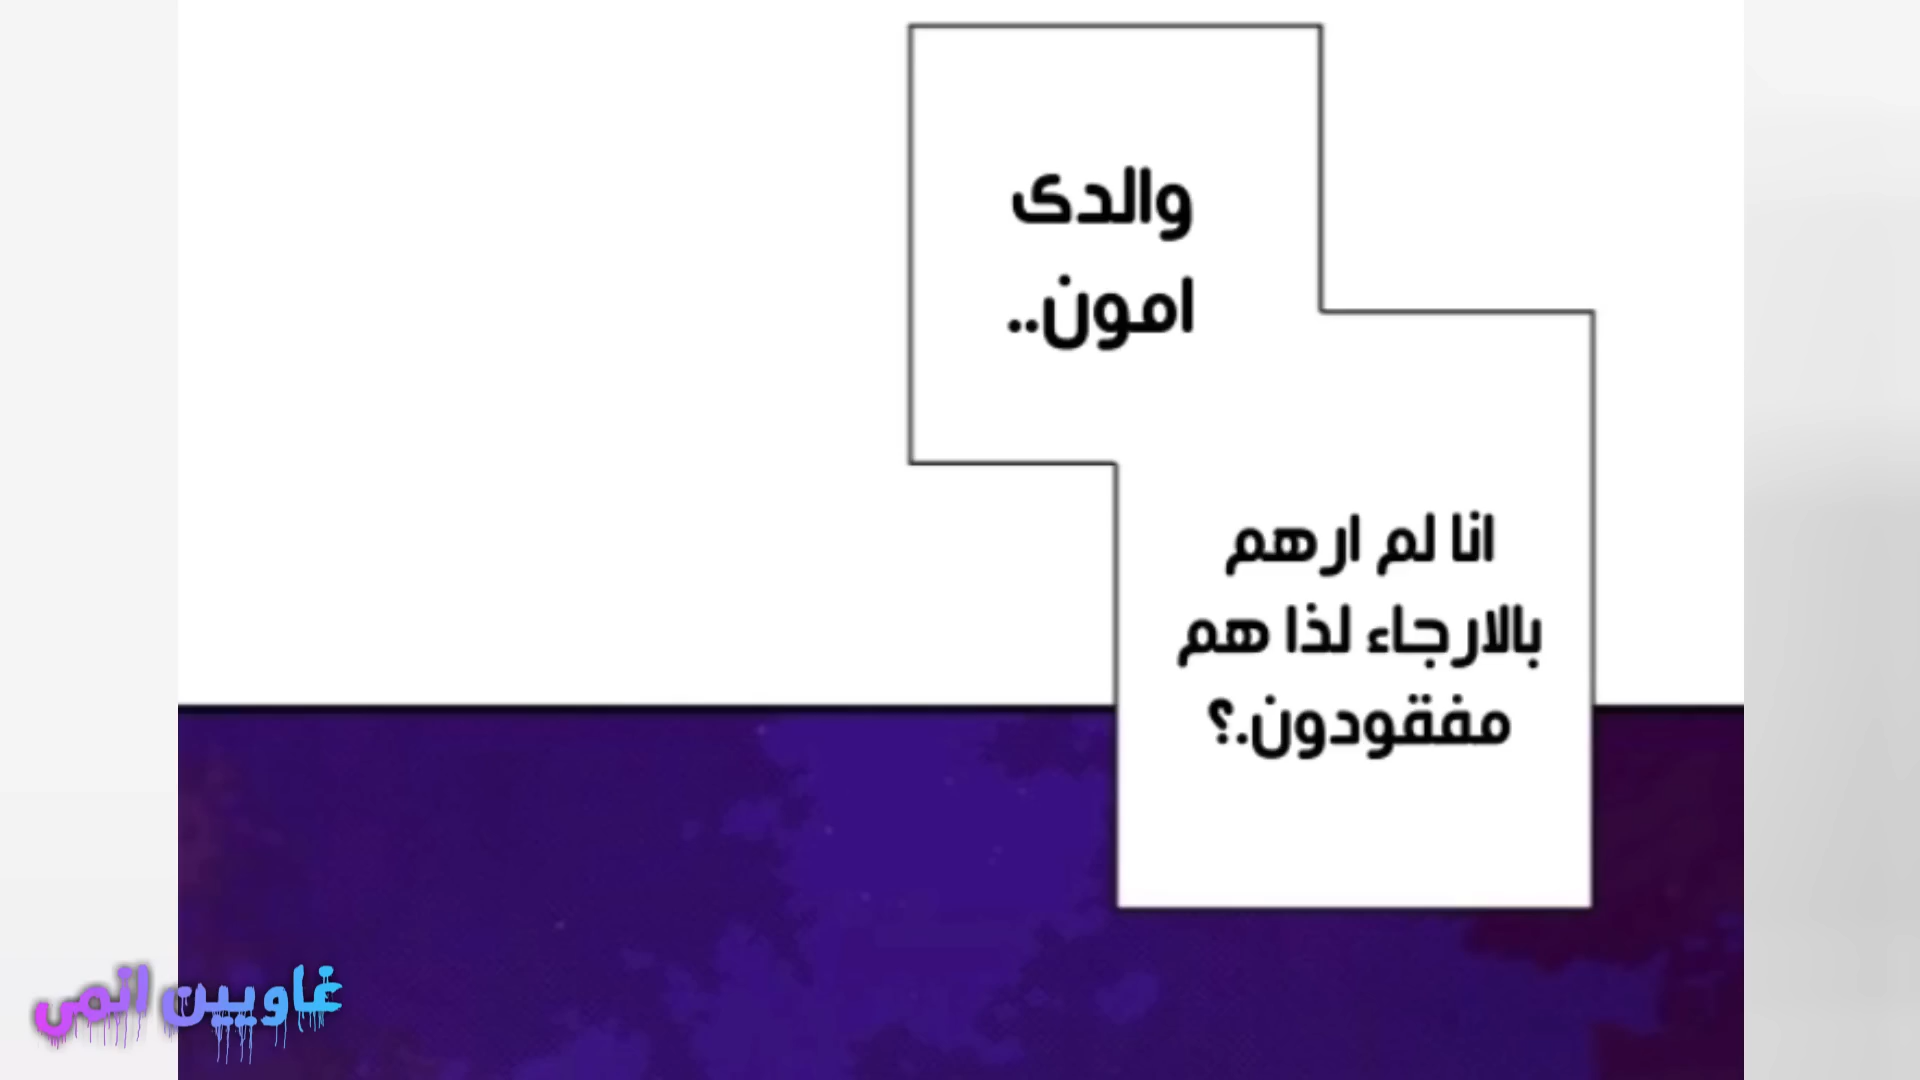 والدى
امون..
انا لم ارهم
بالارجاء لذا هم
مفقودون.؟
غاويين انمي